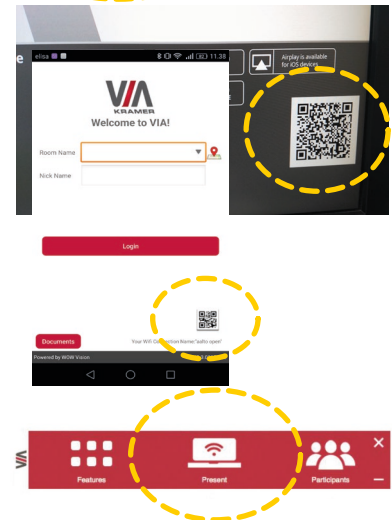 elisa 11.38
Airplay is available
for iOS devices
VIA
KRAMER
Welcome to VIA!
Room Name
Nick Name
Login
Documents
Your Wifi Connection Name:"aalto open"
Powered by WOW Vision
Features
Present
Participants